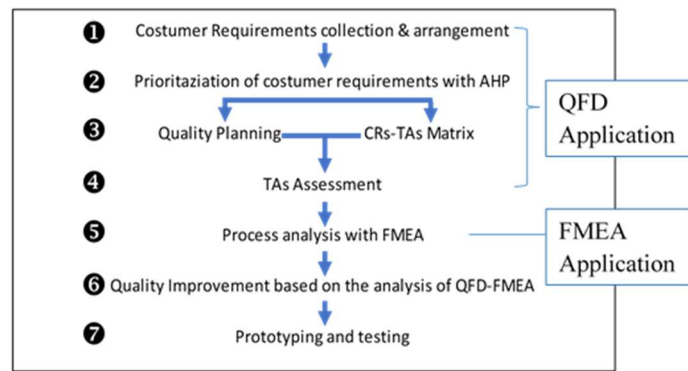 ❶ Costumer Requirements collection & arrangement
❷ Prioritaziation of costumer requirements with AHP
❸ Quality Planning CRs-TAs Matrix
❹ TAs Assessment
❺ Process analysis with FMEA
❻ Quality Improvement based on the analysis of QFD-FMEA
❼ Prototyping and testing
QFD
Application
FMEA
Application